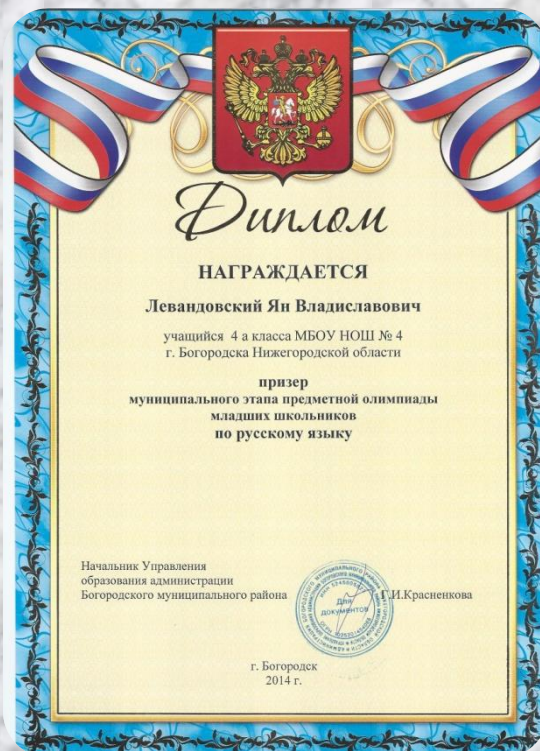 Диплом
НАГРАЖДАЕТСЯ
Левандовский Ян Владиславович
учащийся 4 а класса МБОУ НОШ № 4
г. Богородска Нижегородской области
призер
муниципального этапа предметной олимпиады
младших школьников
по русскому языку
Начальник Управления
образования администрации
Богородского муниципального района Г.И.Красненкова
Для
документов
г. Богородск
2014 г.